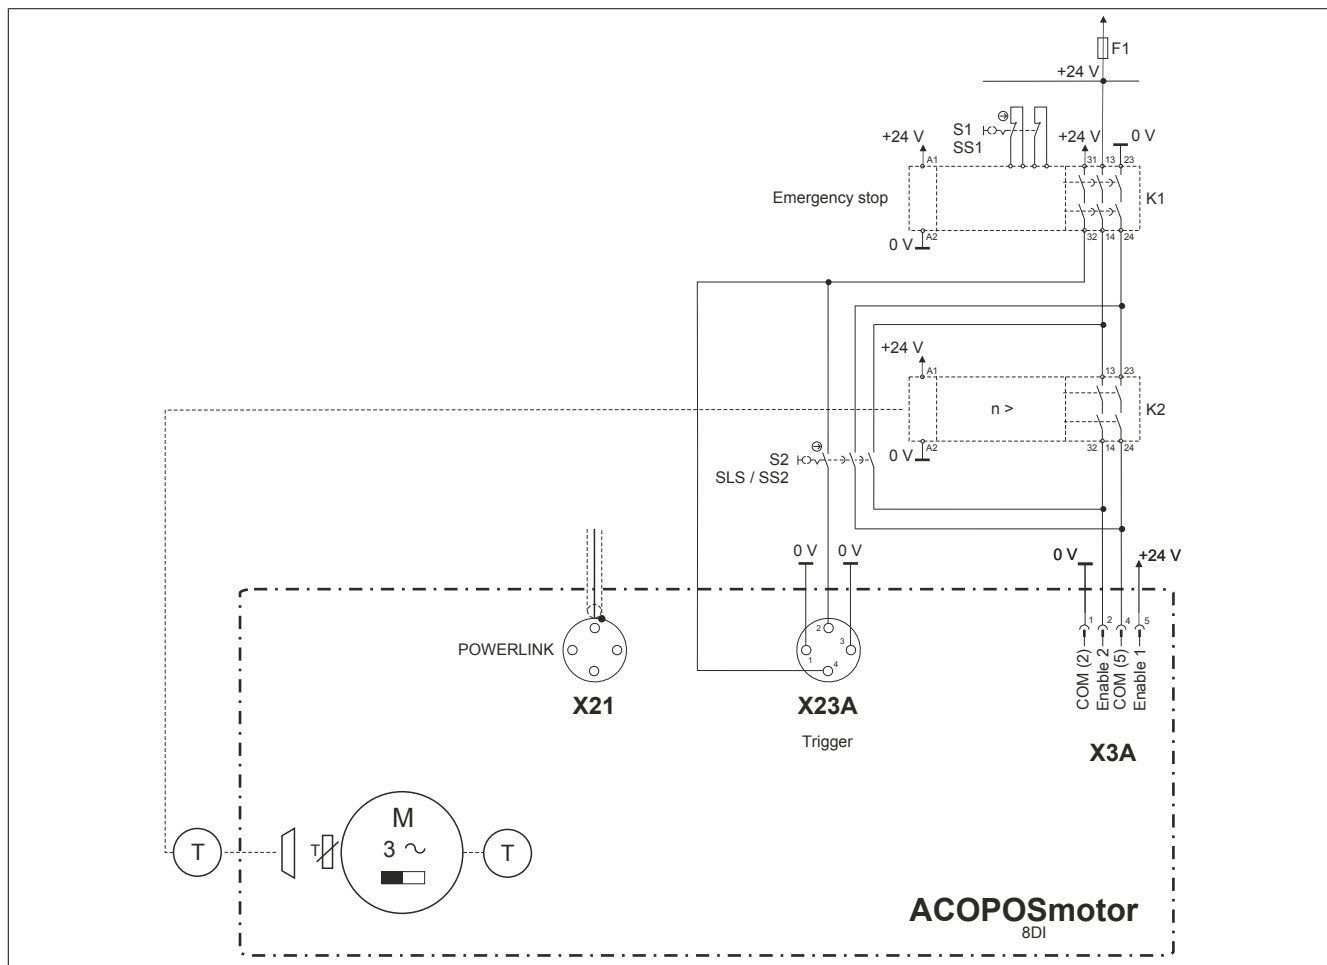 F1
+24 V
S1
SS1
+24 V
+24 V
0 V
A1
31
13
23
Emergency stop
K1
A2
32
14
24
0 V
+24 V
A1
13
23
n >
K2
A2
32
14
24
0 V
S2
SLS / SS2
0 V
0 V
0 V
+24 V
1
2
4
5
2
3
1
4
POWERLINK
COM (2)
Enable 2
COM (5)
Enable 1
X21
X23A
Trigger
X3A
M
3 ~
T
T
T
ACOPOSmotor
8DI